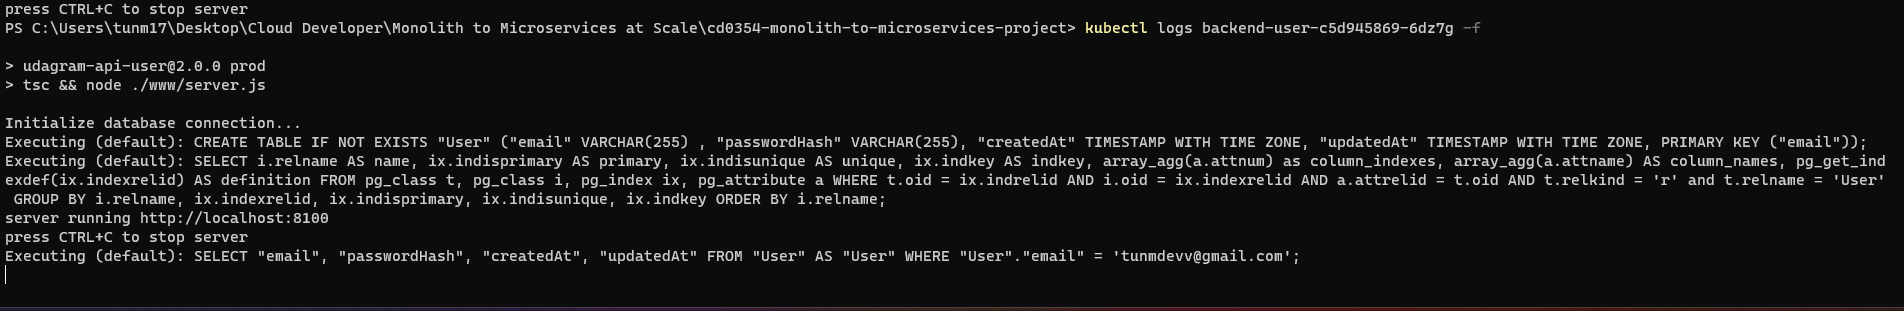 press CTRL+C to stop server
PS C:\Users\tunm17\Desktop\Cloud Developer\Monolith to Microservices at Scale\cd0354-monolith-to-microservices-project> kubectl logs backend-user-c5d945869-6dz7g -f
> udagram-api-user@2.0.0 prod
> tsc && node ./www/server.js
Initialize database connection...
Executing (default): CREATE TABLE IF NOT EXISTS "User" ("email" VARCHAR(255) , "passwordHash" VARCHAR(255), "createdAt" TIMESTAMP WITH TIME ZONE, "updatedAt" TIMESTAMP WITH TIME ZONE, PRIMARY KEY ("email"));
Executing (default): SELECT i.relname AS name, ix.indisprimary AS primary, ix.indisunique AS unique, ix.indkey AS indkey, array_agg(a.attnum) as column_indexes, array_agg(a.attname) AS column_names, pg_get_ind
exdef(ix.indexrelid) AS definition FROM pg_class t, pg_class i, pg_index ix, pg_attribute a WHERE t.oid = ix.indrelid AND i.oid = ix.indexrelid AND a.attrelid = t.oid AND t.relkind = 'r' and t.relname = 'User'
 GROUP BY i.relname, ix.indexrelid, ix.indisprimary, ix.indisunique, ix.indkey ORDER BY i.relname;
server running http://localhost:8100
press CTRL+C to stop server
Executing (default): SELECT "email", "passwordHash", "createdAt", "updatedAt" FROM "User" AS "User" WHERE "User"."email" = 'tunmdevv@gmail.com';